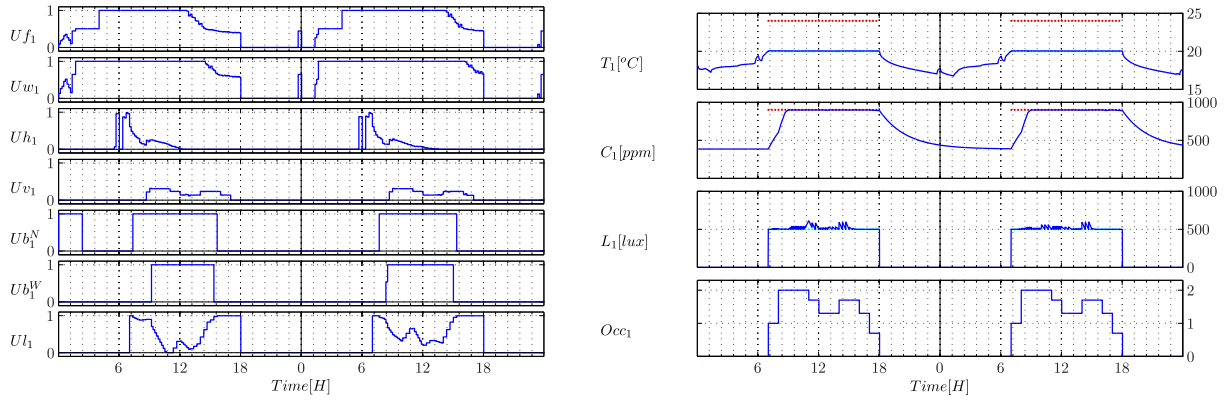 Uf₁ 1 0
Uw₁ 1 0
Uh₁ 1 0
Uv₁ 1 0
Ub₁ᴺ 1 0
Ub₁ᵂ 1 0
Ul₁ 1 0
6 12 18 0 6 12 18
Time[H]
T₁[°C] 25 20 15
C₁[ppm] 1000 500
L₁[lux] 1000 500 0
Occ₁ 2 1 0
6 12 18 0 6 12 18
Time[H]